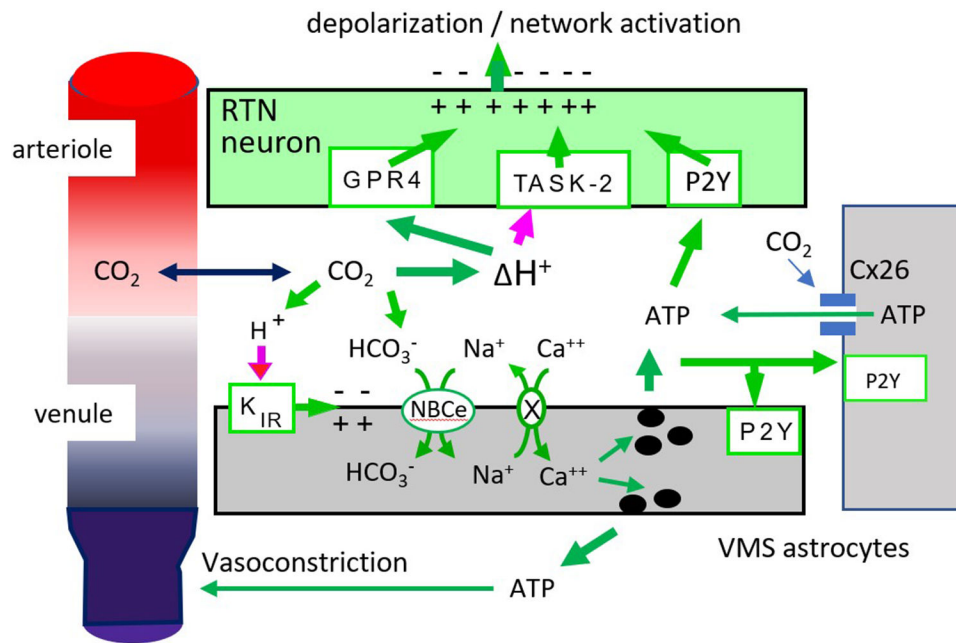 depolarization / network activation
- - - - - -
+ + + + + ++
RTN
neuron
arteriole
GPR4
TASK-2
P2Y
CO₂
CO₂
ΔH⁺
CO₂
Cx26
ATP
ATP
H⁺
HCO₃⁻
Na⁺
Ca⁺⁺
P2Y
venule
K IR
- -
+ +
NBCe
X
P2Y
HCO₃⁻
Na⁺
Ca⁺⁺
VMS astrocytes
Vasoconstriction
ATP